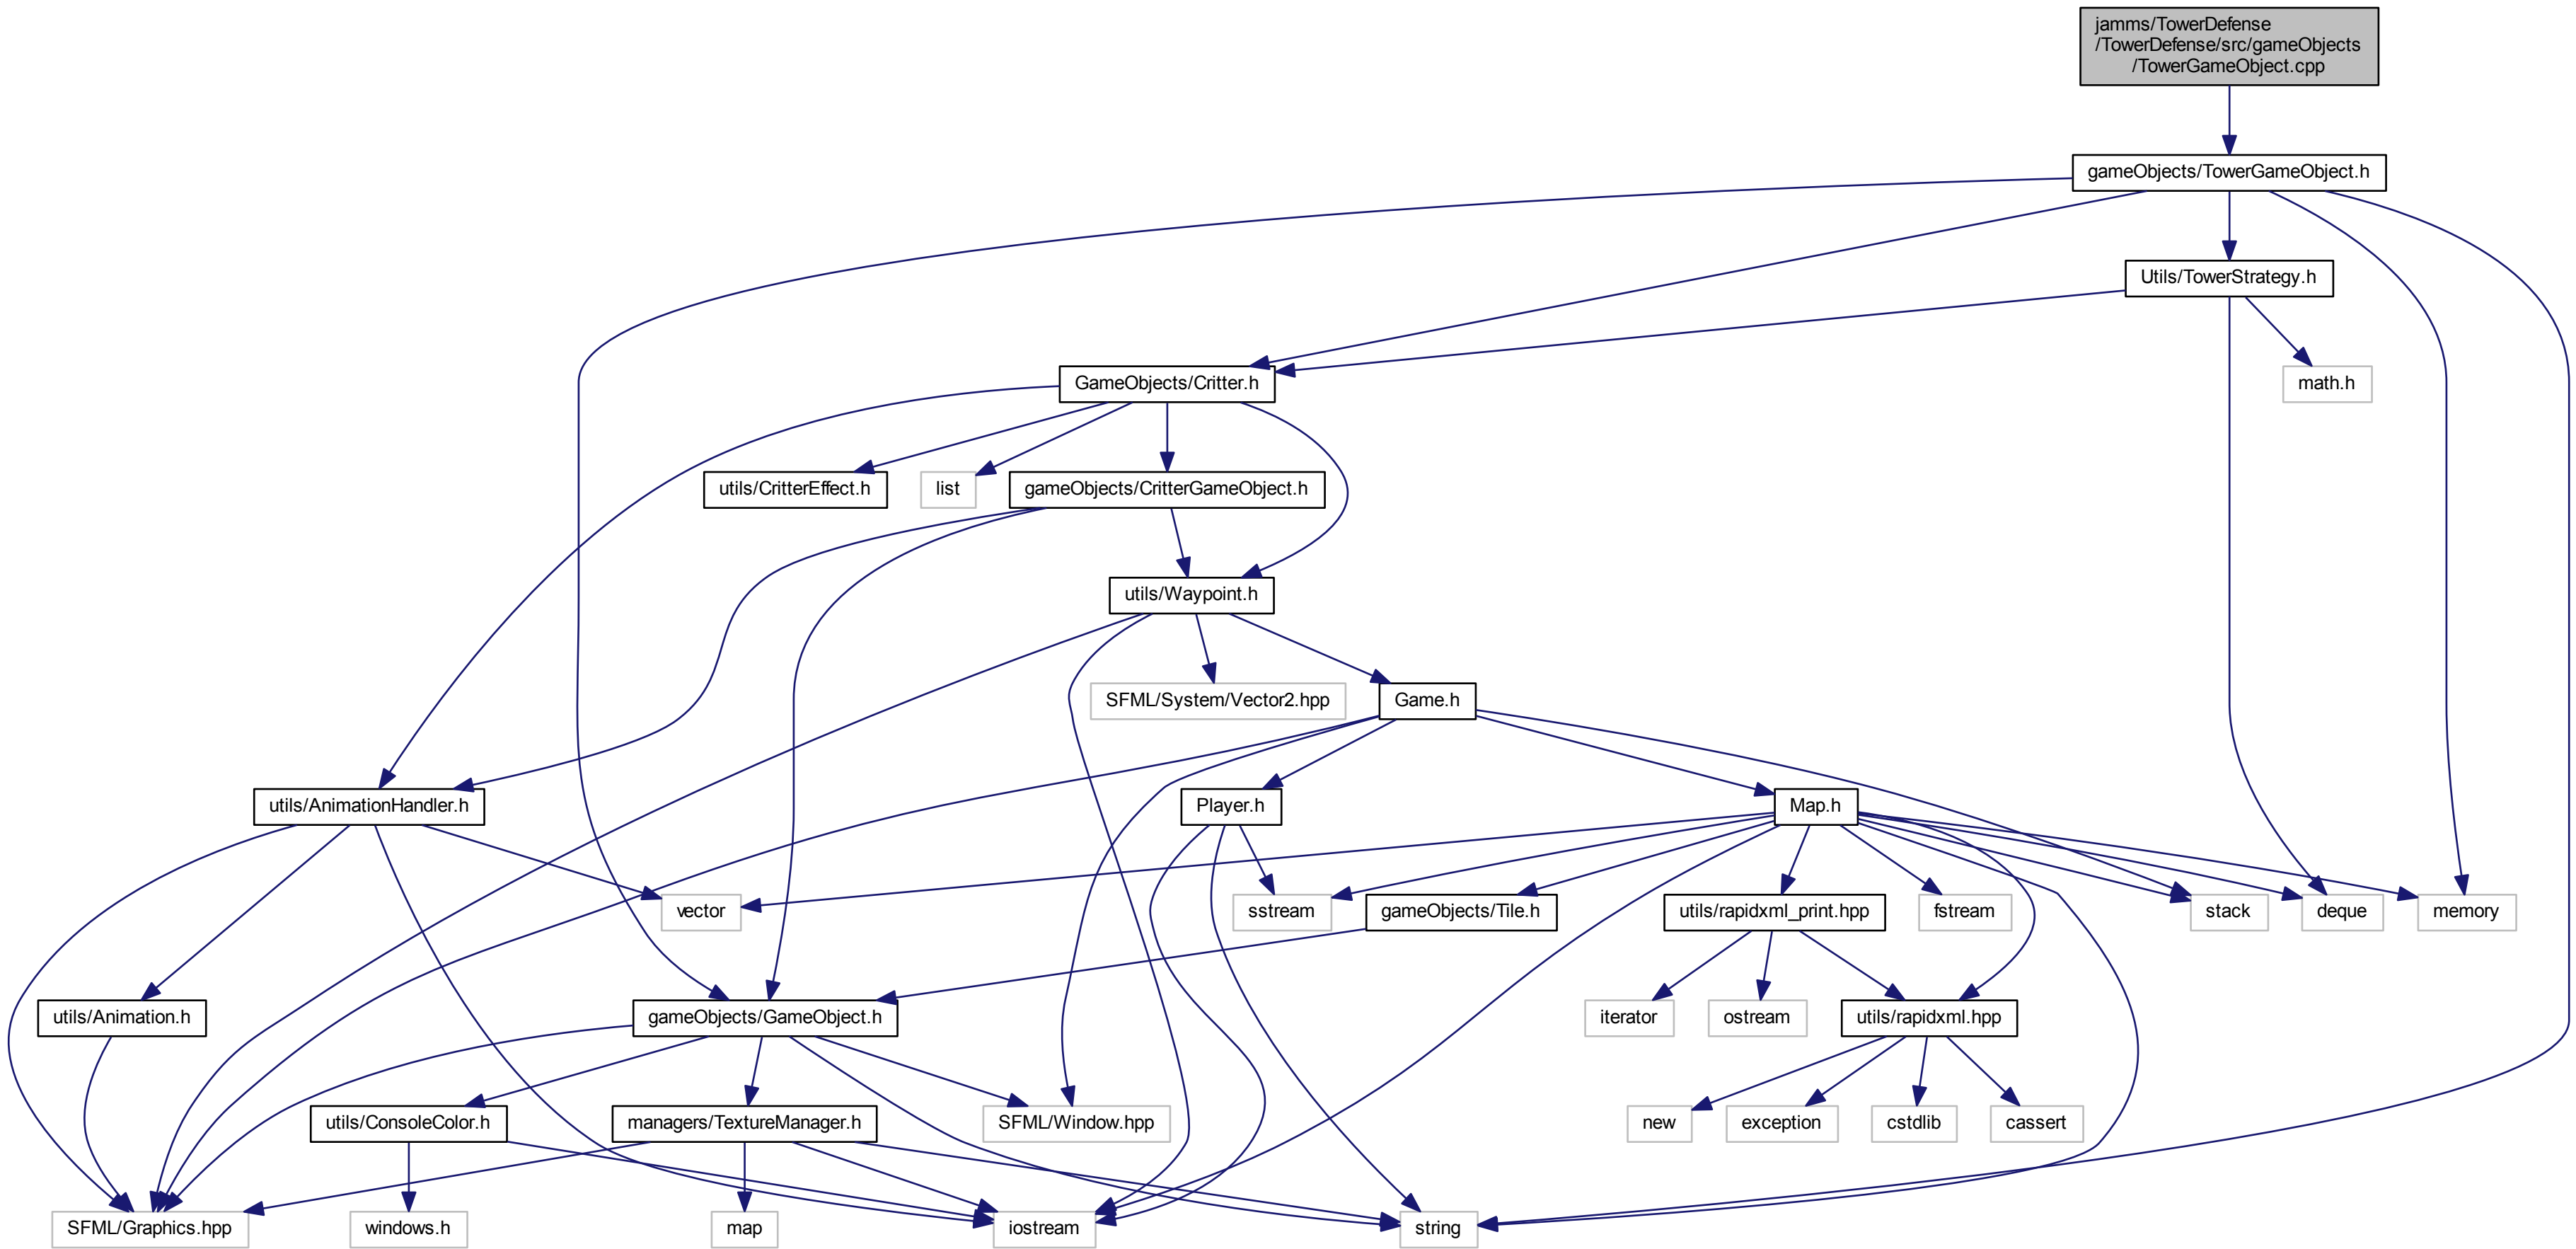 jamms/TowerDefense
/TowerDefense/src/gameObjects
/TowerGameObject.cpp
gameObjects/TowerGameObject.h
Utils/TowerStrategy.h
GameObjects/Critter.h
math.h
utils/CritterEffect.h
list
gameObjects/CritterGameObject.h
utils/Waypoint.h
SFML/System/Vector2.hpp
Game.h
utils/AnimationHandler.h
Player.h
Map.h
vector
sstream
gameObjects/Tile.h
utils/rapidxml_print.hpp
fstream
stack
deque
memory
utils/Animation.h
gameObjects/GameObject.h
iterator
ostream
utils/rapidxml.hpp
utils/ConsoleColor.h
managers/TextureManager.h
SFML/Window.hpp
new
exception
cstdlib
cassert
SFML/Graphics.hpp
windows.h
map
iostream
string